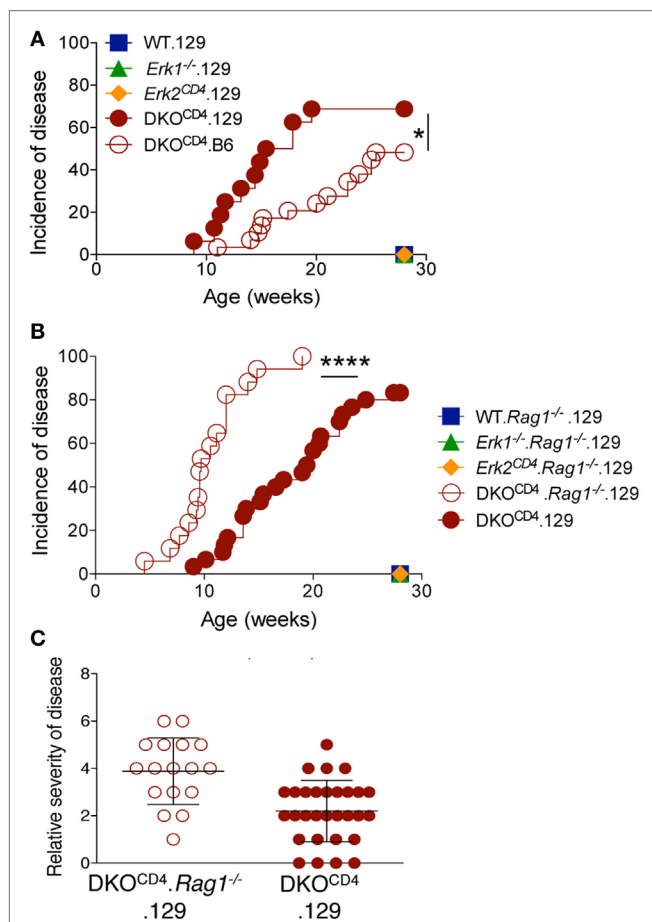 A
100
80
60
40
20
0
Incidence of disease
WT.129
Erk1-/-.129
Erk2CD4.129
DKOCD4.129
DKOCD4.B6
*
0 10 20 30
Age (weeks)
B
100
80
60
40
20
0
Incidence of disease
****
0 10 20 30
Age (weeks)
WT.Rag1-/-.129
Erk1-/-.Rag1-/-.129
Erk2CD4.Rag1-/-.129
DKOCD4.Rag1-/-.129
DKOCD4.129
C
8
6
4
2
0
Relative severity of disease
DKOCD4.Rag1-/- DKOCD4
.129 .129